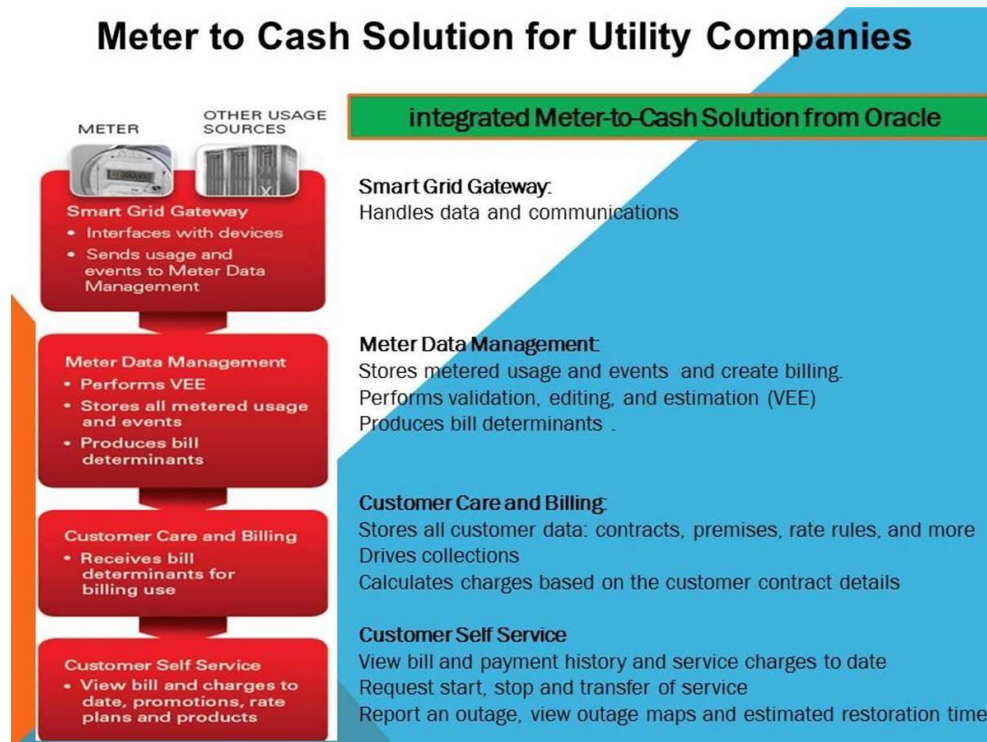 Meter to Cash Solution for Utility Companies
METER
OTHER USAGE
SOURCES
Smart Grid Gateway
• Interfaces with devices
• Sends usage and
events to Meter Data
Management
Meter Data Management
• Performs VEE
• Stores all metered usage
and events
• Produces bill
determinants
Customer Care and Billing
• Receives bill
determinants for
billing use
Customer Self Service
• View bill and charges to
date, promotions, rate
plans and products
integrated Meter-to-Cash Solution from Oracle
Smart Grid Gateway:
Handles data and communications
Meter Data Management:
Stores metered usage and events and create billing.
Performs validation, editing, and estimation (VEE)
Produces bill determinants .
Customer Care and Billing:
Stores all customer data: contracts, premises, rate rules, and more
Drives collections
Calculates charges based on the customer contract details
Customer Self Service
View bill and payment history and service charges to date
Request start, stop and transfer of service
Report an outage, view outage maps and estimated restoration time